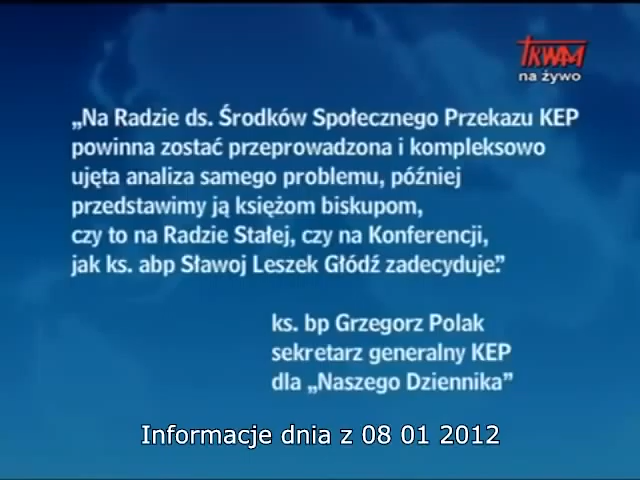 TRWAM
na żywo
„Na Radzie ds. Środków Społecznego Przekazu KEP
powinna zostać przeprowadzona i kompleksowo
ujęta analiza samego problemu, później
przedstawimy ją księżom biskupom,
czy to na Radzie Stałej, czy na Konferencji,
jak ks. abp Sławoj Leszek Głódź zadecyduje.”
ks. bp Grzegorz Polak
sekretarz generalny KEP
dla „Naszego Dziennika”
Informacje dnia z 08 01 2012